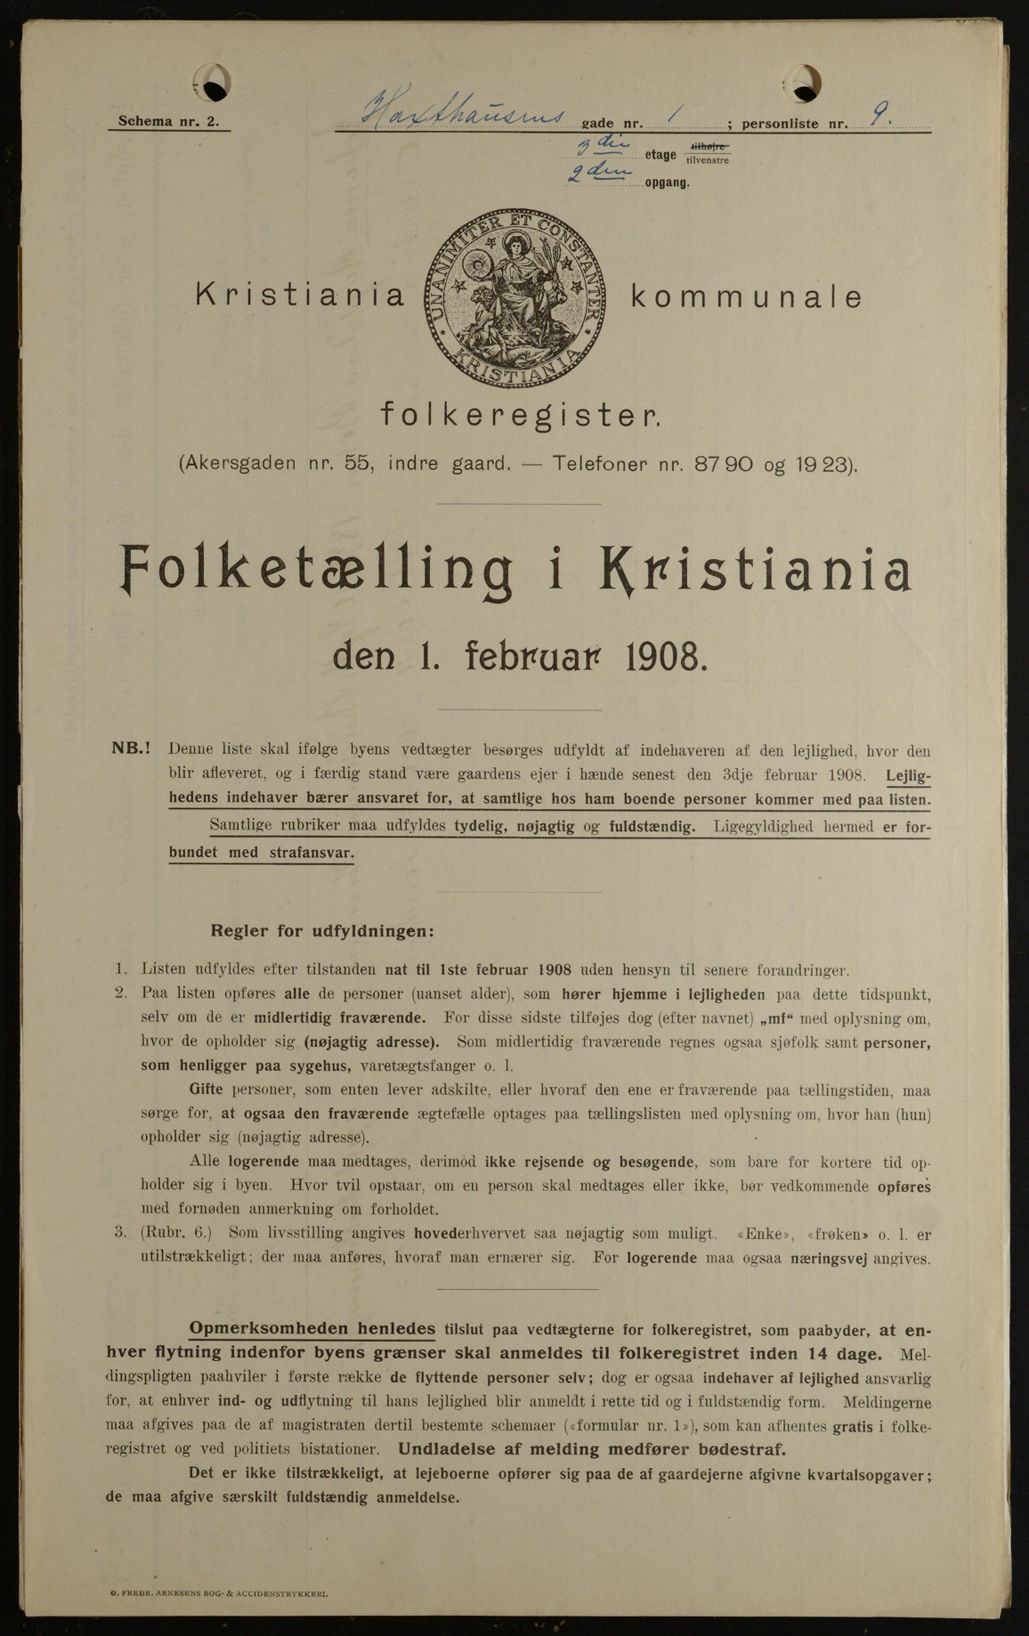 Schema nr. 2.
Haxthausens gade nr. 1 ; personliste nr. 9.
3die etage tilhøjre
tilvenstre
2den opgang.
UNANIMITER ET CONSTANTER
KRISTIANIA
Kristiania kommunale
folkeregister.
(Akersgaden nr. 55, indre gaard. — Telefoner nr. 8790 og 1923).
Folketælling i Kristiania
den 1. februar 1908.
NB.! Denne liste skal ifølge byens vedtægter besørges udfyldt af indehaveren af den lejlighed, hvor den
blir afleveret, og i færdig stand være gaardens ejer i hænde senest den 3dje februar 1908. Lejlig-
hedens indehaver bærer ansvaret for, at samtlige hos ham boende personer kommer med paa listen.
Samtlige rubriker maa udfyldes tydelig, nøjagtig og fuldstændig. Ligegyldighed hermed er for-
bundet med strafansvar.
Regler for udfyldningen:
1. Listen udfyldes efter tilstanden nat til 1ste februar 1908 uden hensyn til senere forandringer.
2. Paa listen opføres alle de personer (uanset alder), som hører hjemme i lejligheden paa dette tidspunkt,
selv om de er midlertidig fraværende. For disse sidste tilføjes dog (efter navnet) „mf“ med oplysning om,
hvor de opholder sig (nøjagtig adresse). Som midlertidig fraværende regnes ogsaa sjøfolk samt personer,
som henligger paa sygehus, varetægtsfanger o. l.
Gifte personer, som enten lever adskilte, eller hvoraf den ene er fraværende paa tællingstiden, maa
sørge for, at ogsaa den fraværende ægtefælle optages paa tællingslisten med oplysning om, hvor han (hun)
opholder sig (nøjagtig adresse).
Alle logerende maa medtages, derimod ikke rejsende og besøgende, som bare for kortere tid op-
holder sig i byen. Hvor tvil opstaar, om en person skal medtages eller ikke, bør vedkommende opføres
med fornøden anmerkning om forholdet.
3. (Rubr. 6.) Som livsstilling angives hovederhvervet saa nøjagtig som muligt. «Enke», «frøken» o. l. er
utilstrækkeligt; der maa anføres, hvoraf man ernærer sig. For logerende maa ogsaa næringsvej angives.
Opmerksomheden henledes tilslut paa vedtægterne for folkeregistret, som paabyder, at en-
hver flytning indenfor byens grænser skal anmeldes til folkeregistret inden 14 dage. Mel-
dingspligten paahviler i første række de flyttende personer selv; dog er ogsaa indehaver af lejlighed ansvarlig
for, at enhver ind- og udflytning til hans lejlighed blir anmeldt i rette tid og i fuldstændig form. Meldingerne
maa afgives paa de af magistraten dertil bestemte schemaer («formular nr. 1»), som kan afhentes gratis i folke-
registret og ved politiets bistationer. Undladelse af melding medfører bødestraf.
Det er ikke tilstrækkeligt, at lejeboerne opfører sig paa de af gaardejerne afgivne kvartalsopgaver;
de maa afgive særskilt fuldstændig anmeldelse.
O. FREDR. ARNESENS BOG- & ACCIDENSTRYKKERI.